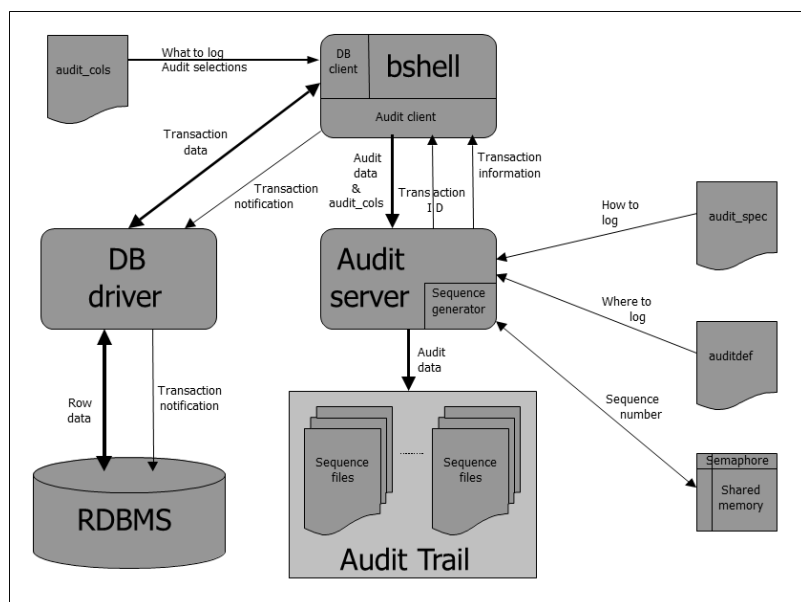 audit_cols
What to log
Audit selections
DB
client
bshell
Audit client
Transaction
data
Transaction
notification
Audit
data
&
audit_cols
Transaction
ID
Transaction
information
How to
log
audit_spec
DB
driver
Audit
server
Sequence
generator
Where to
log
auditdef
Audit
data
Row
data
Transaction
notification
Sequence
number
Semaphore
Shared
memory
RDBMS
Sequence
files
........
Sequence
files
Audit Trail